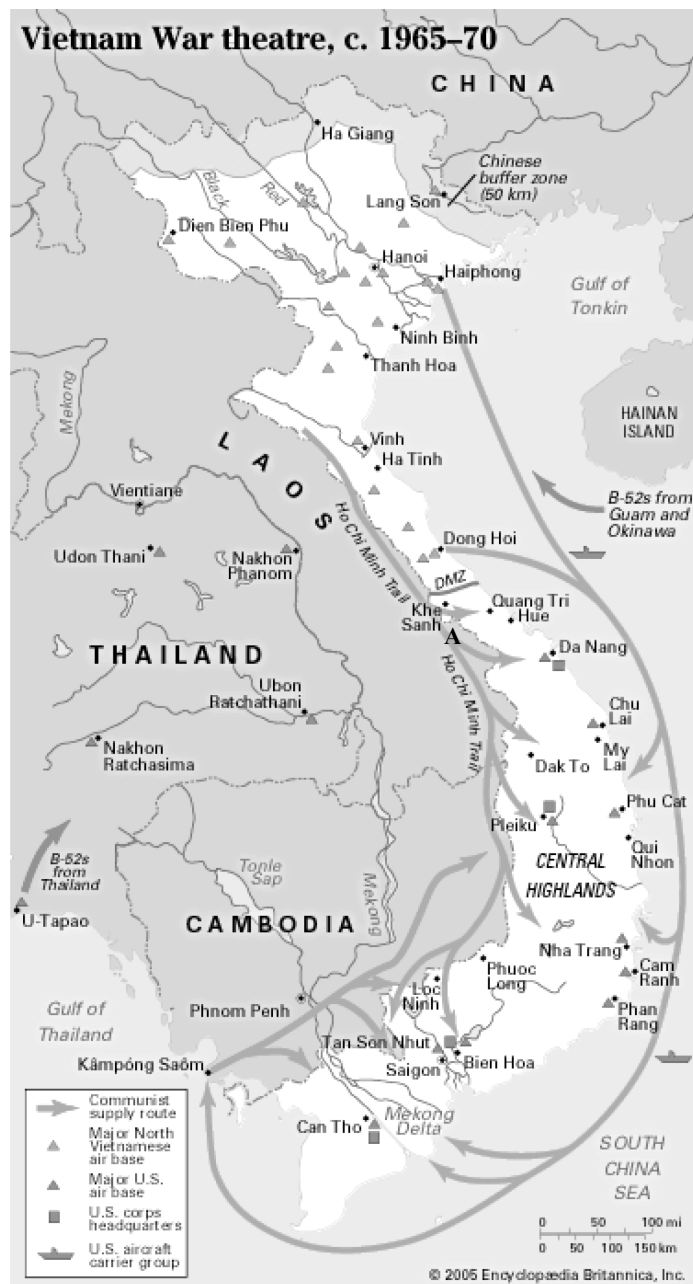 Vietnam War theatre, c. 1965–70
CHINA
Ha Giang
Chinese
buffer zone
(50 km)
Black
Red
Lang Son
Dien Bien Phu
Hanoi
Haiphong
Gulf of
Tonkin
Ninh Binh
Thanh Hoa
Mekong
HAINAN
ISLAND
LAOS
Vinh
Ha Tinh
Vientiane
B-52s from
Guam and
Okinawa
Ho Chi Minh Trail
Udon Thani
Nakhon
Phanom
Dong Hoi
DMZ
Khe
Sanh
Quang Tri
Hue
A
THAILAND
Da Nang
Ho Chi Minh Trail
Ubon
Ratchathani
Chu
Lai
Nakhon
Ratchasima
My
Lai
Dak To
Phu Cat
Pleiku
B-52s
from
Thailand
Tonle
Sap
Qui
Nhon
CENTRAL
HIGHLANDS
Mekong
U-Tapao
CAMBODIA
Nha Trang
Phuoc
Long
Cam
Ranh
Loc
Ninh
Phnom Penh
Phan
Rang
Gulf of
Thailand
Tan Son Nhut
Bien Hoa
Saigon
Kâmpóng Saôm
Can Tho
Mekong
Delta
Communist
supply route
Major North
Vietnamese
air base
Major U.S.
air base
U.S. corps
headquarters
U.S. aircraft
carrier group
SOUTH
CHINA
SEA
0 50 100 mi
0 50 100 150 km
© 2005 Encyclopædia Britannica, Inc.